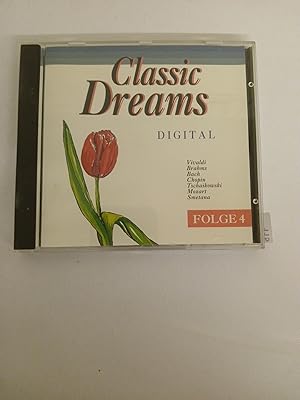 Classic
Dreams
DIGITAL
Vivaldi
Brahms
Bach
Chopin
Tschaikowski
Mozart
Smetana
FOLGE 4